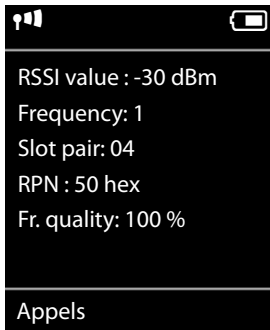 RSSI value : -30 dBm
Frequency: 1
Slot pair: 04
RPN : 50 hex
Fr. quality: 100 %
Appels